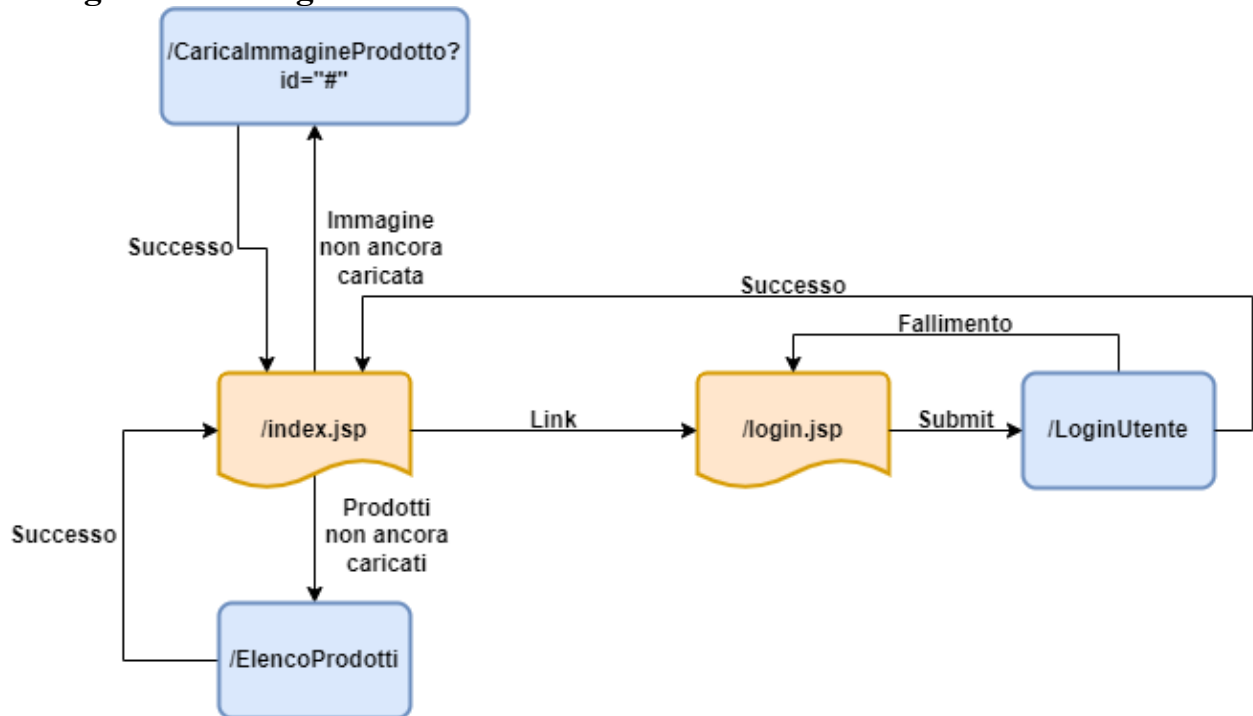 /CaricaImmagineProdotto?
id="#"
Successo
Immagine
non ancora
caricata
Successo
Fallimento
/index.jsp
Link
/login.jsp
Submit
/LoginUtente
Prodotti
non ancora
caricati
Successo
/ElencoProdotti